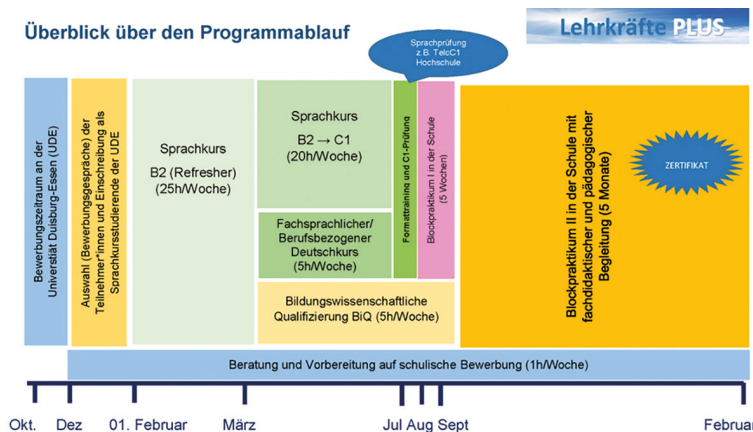 Überblick über den Programmablauf
Lehrkräfte PLUS
Sprachprüfung
z.B. TelcC1
Hochschule
Bewerbungszeitraum an der
Universtät Duisburg-Essen (UDE)
Auswahl (Bewerbungsgespräche) der
Teilnehmer*innen und Einschreibung als
Sprachkursstudierende der UDE
Sprachkurs
B2 (Refresher)
(25h/Woche)
Sprachkurs
B2 → C1
(20h/Woche)
Fachsprachlicher/
Berufsbezogener
Deutschkurs
(5h/Woche)
Formattraining und C1-Prüfung
Blockpraktikum I in der Schule
(5 Wochen)
Bildungswissenschaftliche
Qualifizierung BiQ (5h/Woche)
Blockpraktikum II in der Schule mit
fachdidaktischer und pädagogischer
Begleitung (5 Monate)
ZERTIFIKAT
Beratung und Vorbereitung auf schulische Bewerbung (1h/Woche)
Okt. Dez 01. Februar März Jul Aug Sept Februar